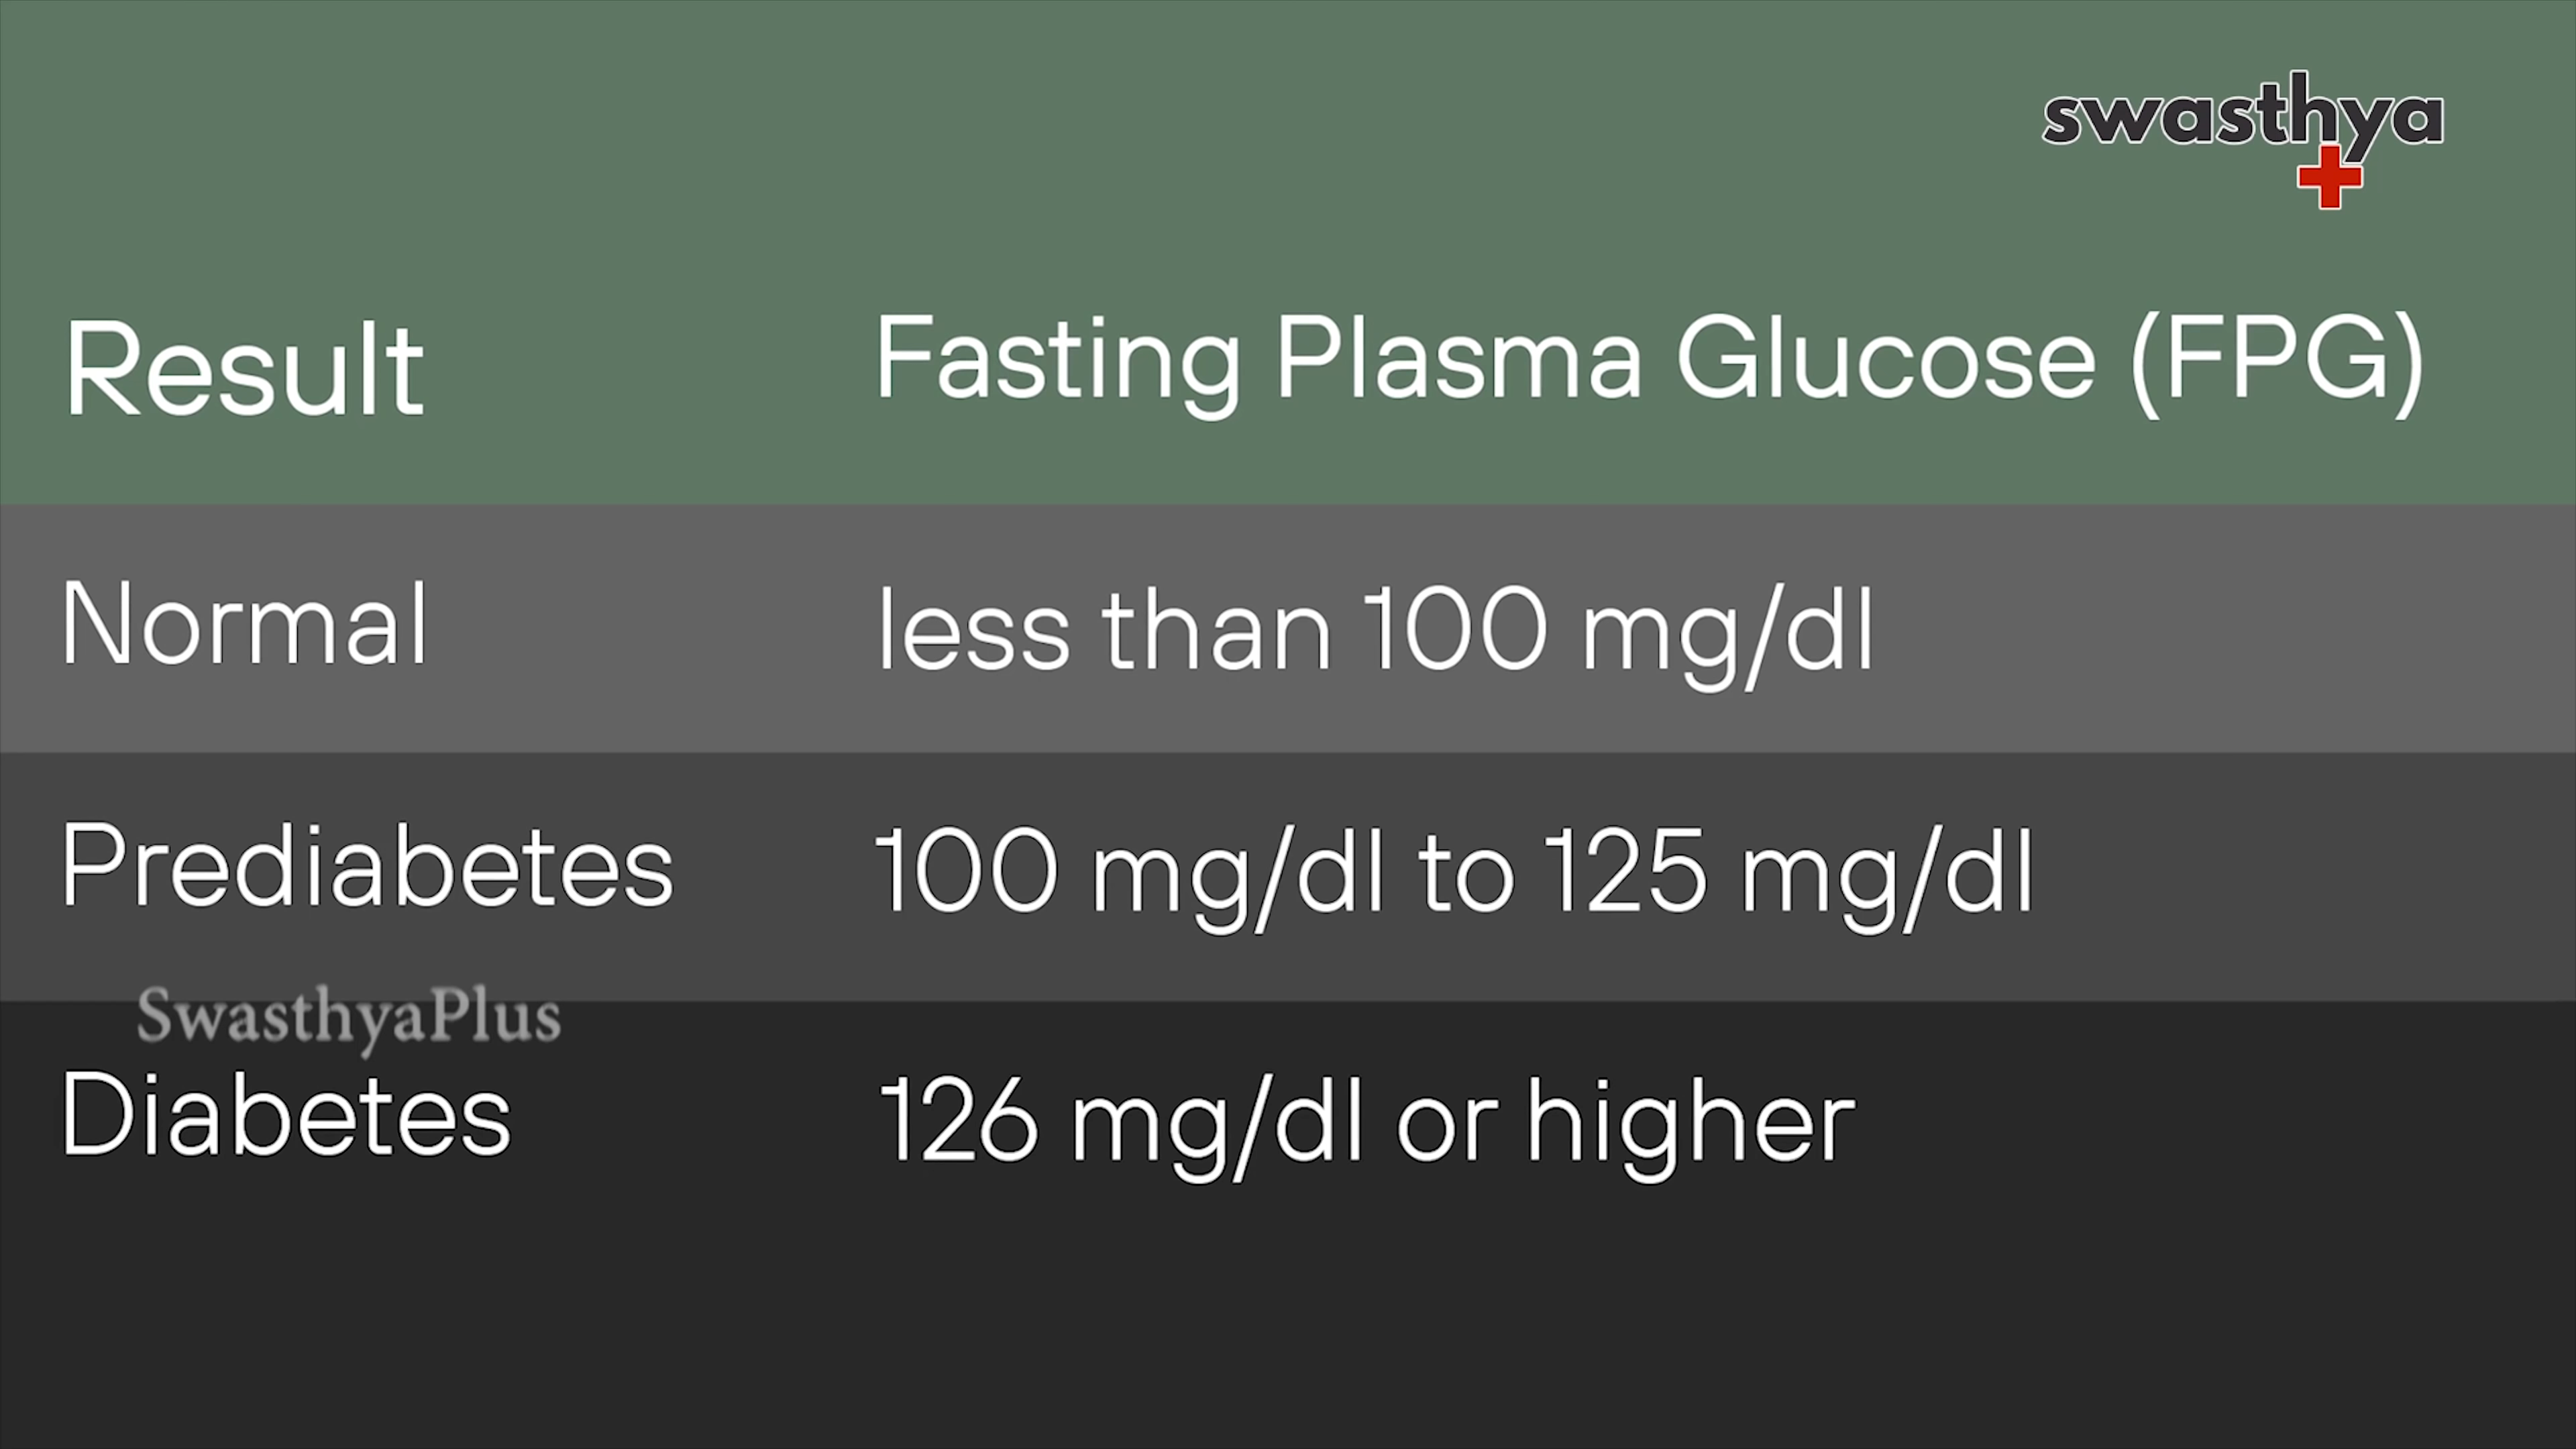 swasthya
Result Fasting Plasma Glucose (FPG)
Normal less than 100 mg/dl
Prediabetes 100 mg/dl to 125 mg/dl
SwasthyaPlus
Diabetes 126 mg/dl or higher